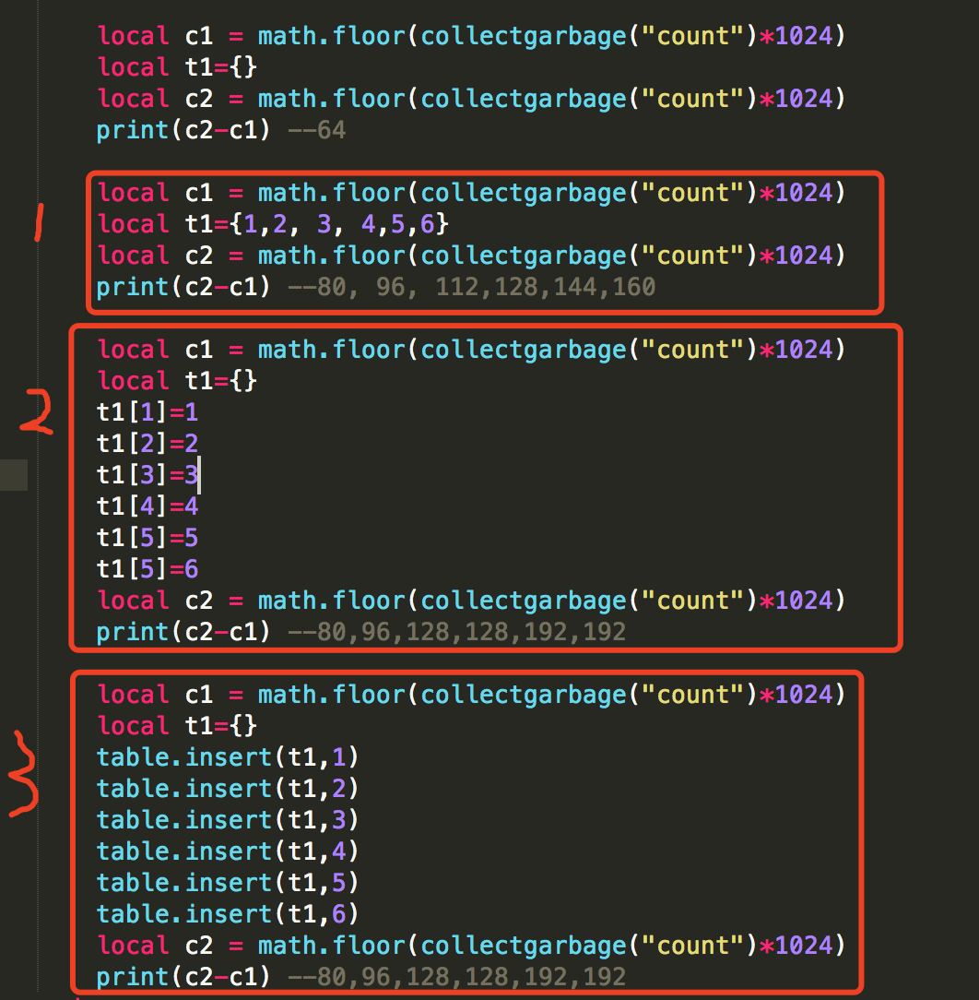 local c1 = math.floor(collectgarbage("count")*1024)
local t1={}
local c2 = math.floor(collectgarbage("count")*1024)
print(c2-c1) --64
1
local c1 = math.floor(collectgarbage("count")*1024)
local t1={1,2, 3, 4,5,6}
local c2 = math.floor(collectgarbage("count")*1024)
print(c2-c1) --80, 96, 112,128,144,160
2
local c1 = math.floor(collectgarbage("count")*1024)
local t1={}
t1[1]=1
t1[2]=2
t1[3]=3
t1[4]=4
t1[5]=5
t1[5]=6
local c2 = math.floor(collectgarbage("count")*1024)
print(c2-c1) --80,96,128,128,192,192
3
local c1 = math.floor(collectgarbage("count")*1024)
local t1={}
table.insert(t1,1)
table.insert(t1,2)
table.insert(t1,3)
table.insert(t1,4)
table.insert(t1,5)
table.insert(t1,6)
local c2 = math.floor(collectgarbage("count")*1024)
print(c2-c1) --80,96,128,128,192,192